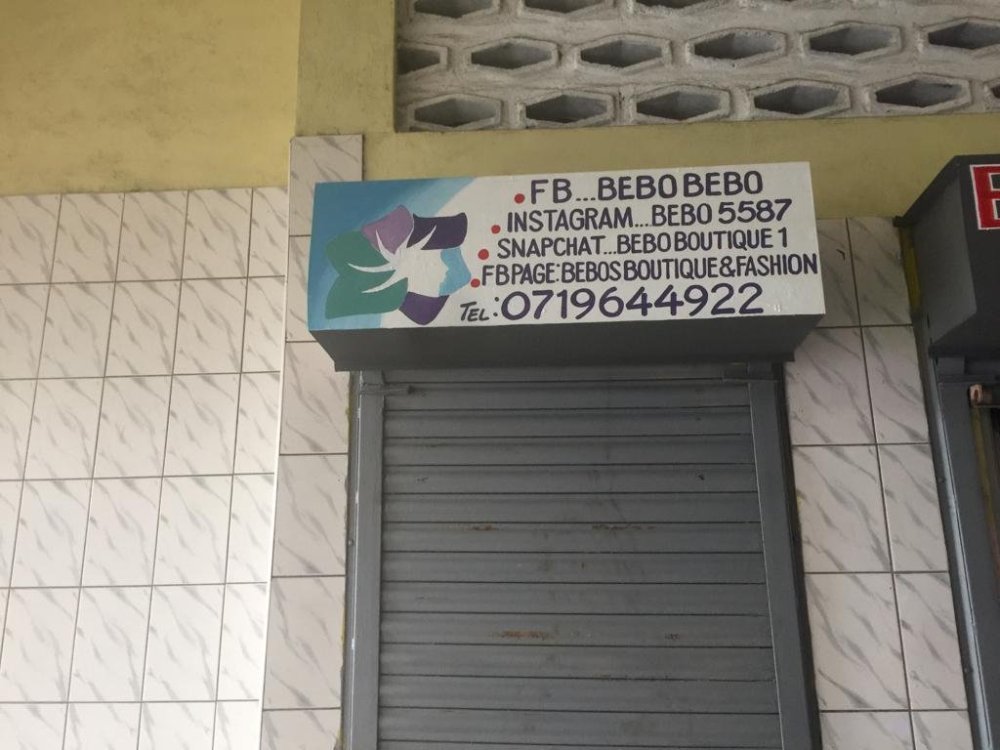 .FB...BEBO BEBO
.INSTAGRAM...BEBO 5587
.SNAPCHAT...BEBO BOUTIQUE 1
.FB PAGE:BEBOS BOUTIQUE&FASHION
TEL:0719644922